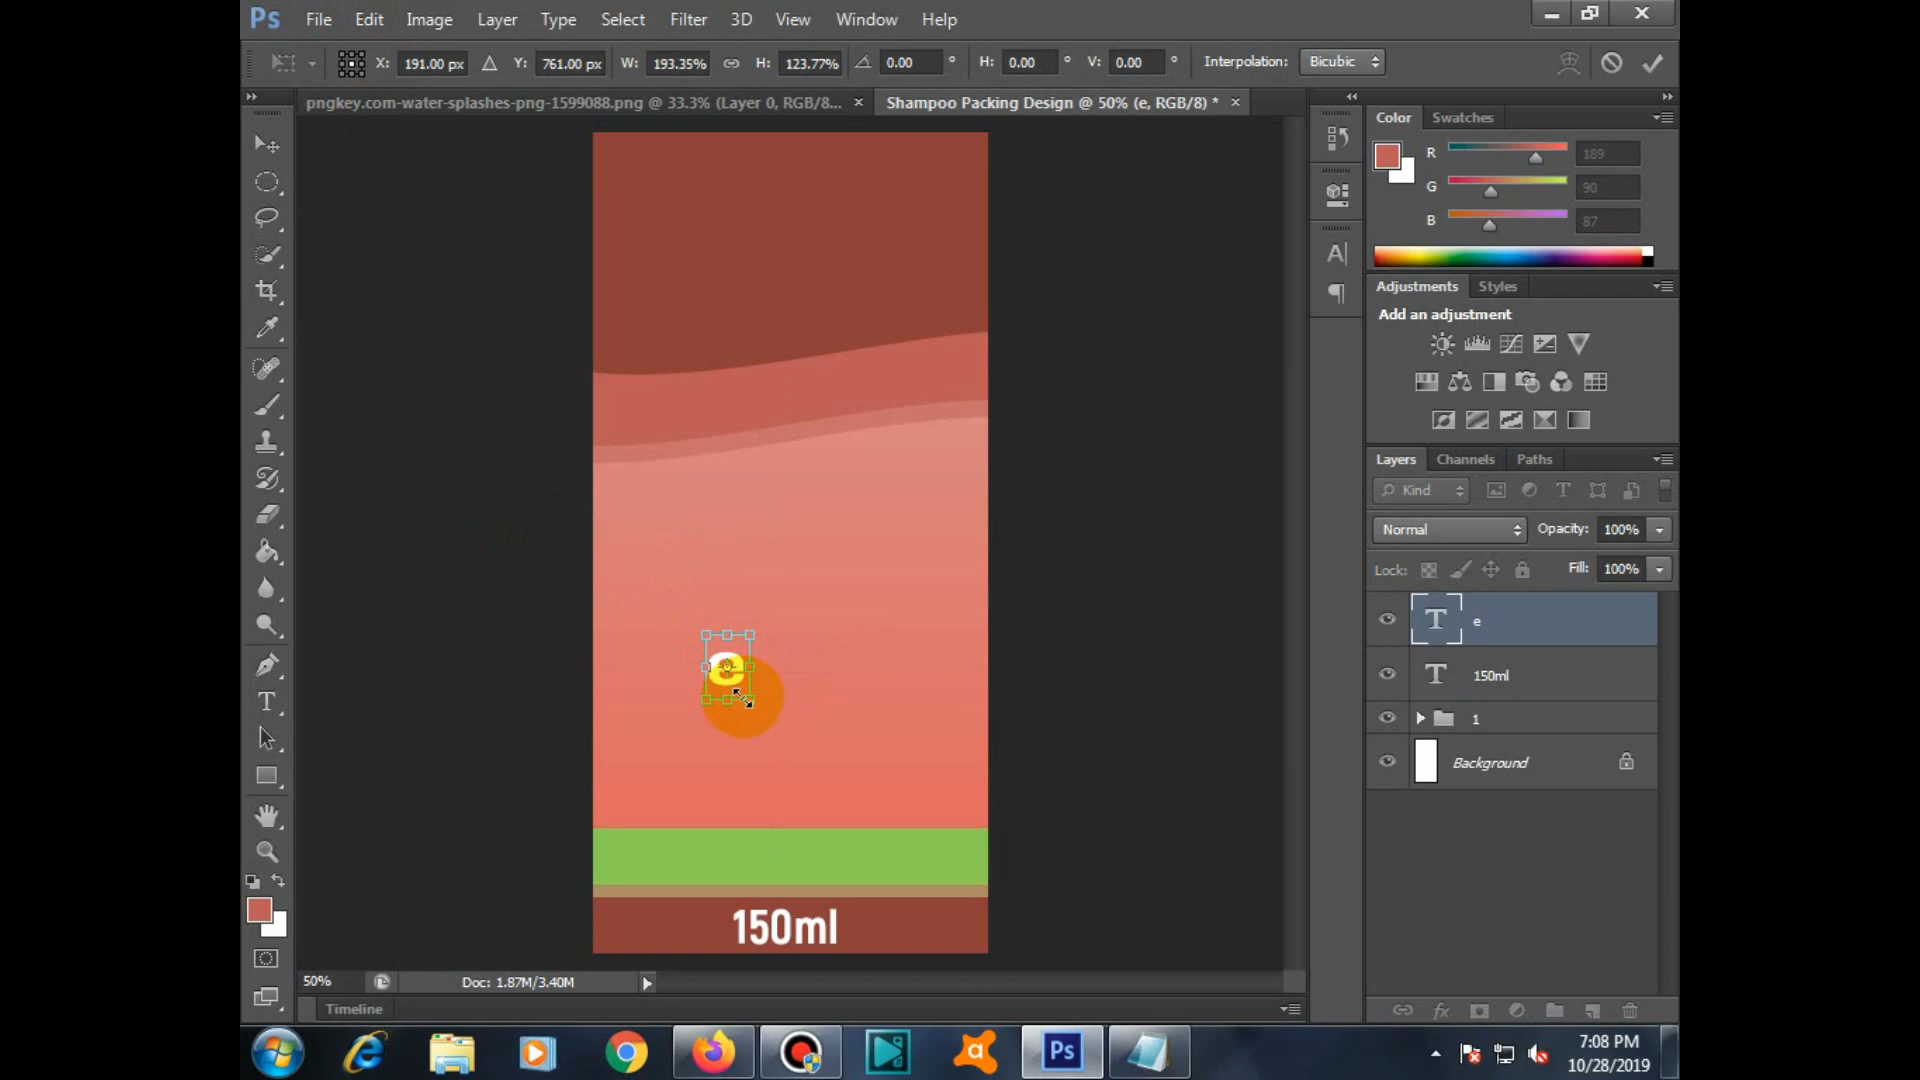 Ps File Edit Image Layer Type Select Filter 3D View Window Help
X: 191.00 px Y: 761.00 px W: 193.35% H: 123.77% 0.00 ° H: 0.00 ° V: 0.00 ° Interpolation: Bicubic
pngkey.com-water-splashes-png-1599088.png @ 33.3% (Layer 0, RGB/8... × Shampoo Packing Design @ 50% (e, RGB/8) * ×
Color Swatches
R 189
G 90
B 87
Adjustments Styles
Add an adjustment
Layers Channels Paths
Kind
Normal Opacity: 100%
Lock: Fill: 100%
e
150ml
1
Background
e
150ml
50% Doc: 1.87M/3.40M
Timeline
Ps
7:08 PM
10/28/2019